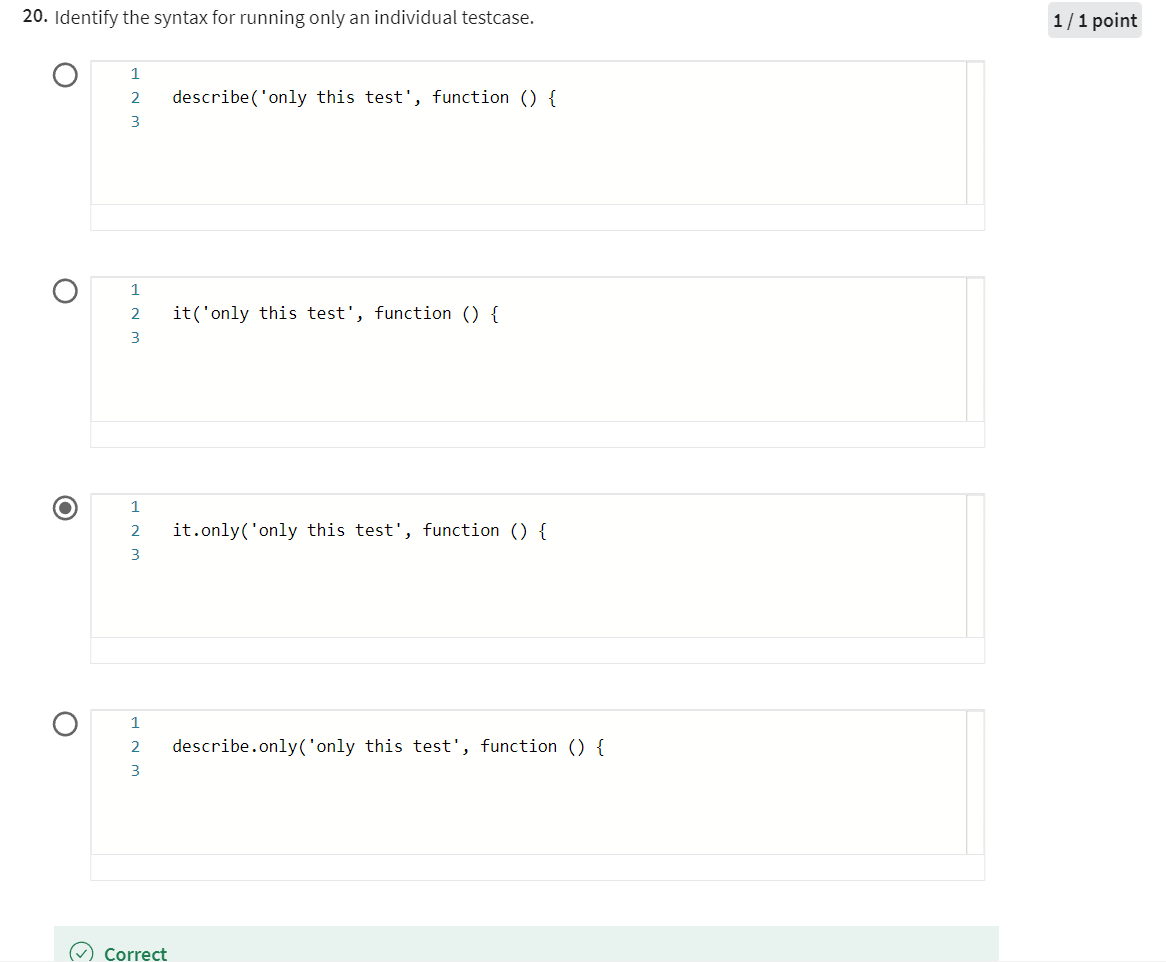 20. Identify the syntax for running only an individual testcase.
1 / 1 point
1
2 describe('only this test', function () {
3
1
2 it('only this test', function () {
3
1
2 it.only('only this test', function () {
3
1
2 describe.only('only this test', function () {
3
Correct